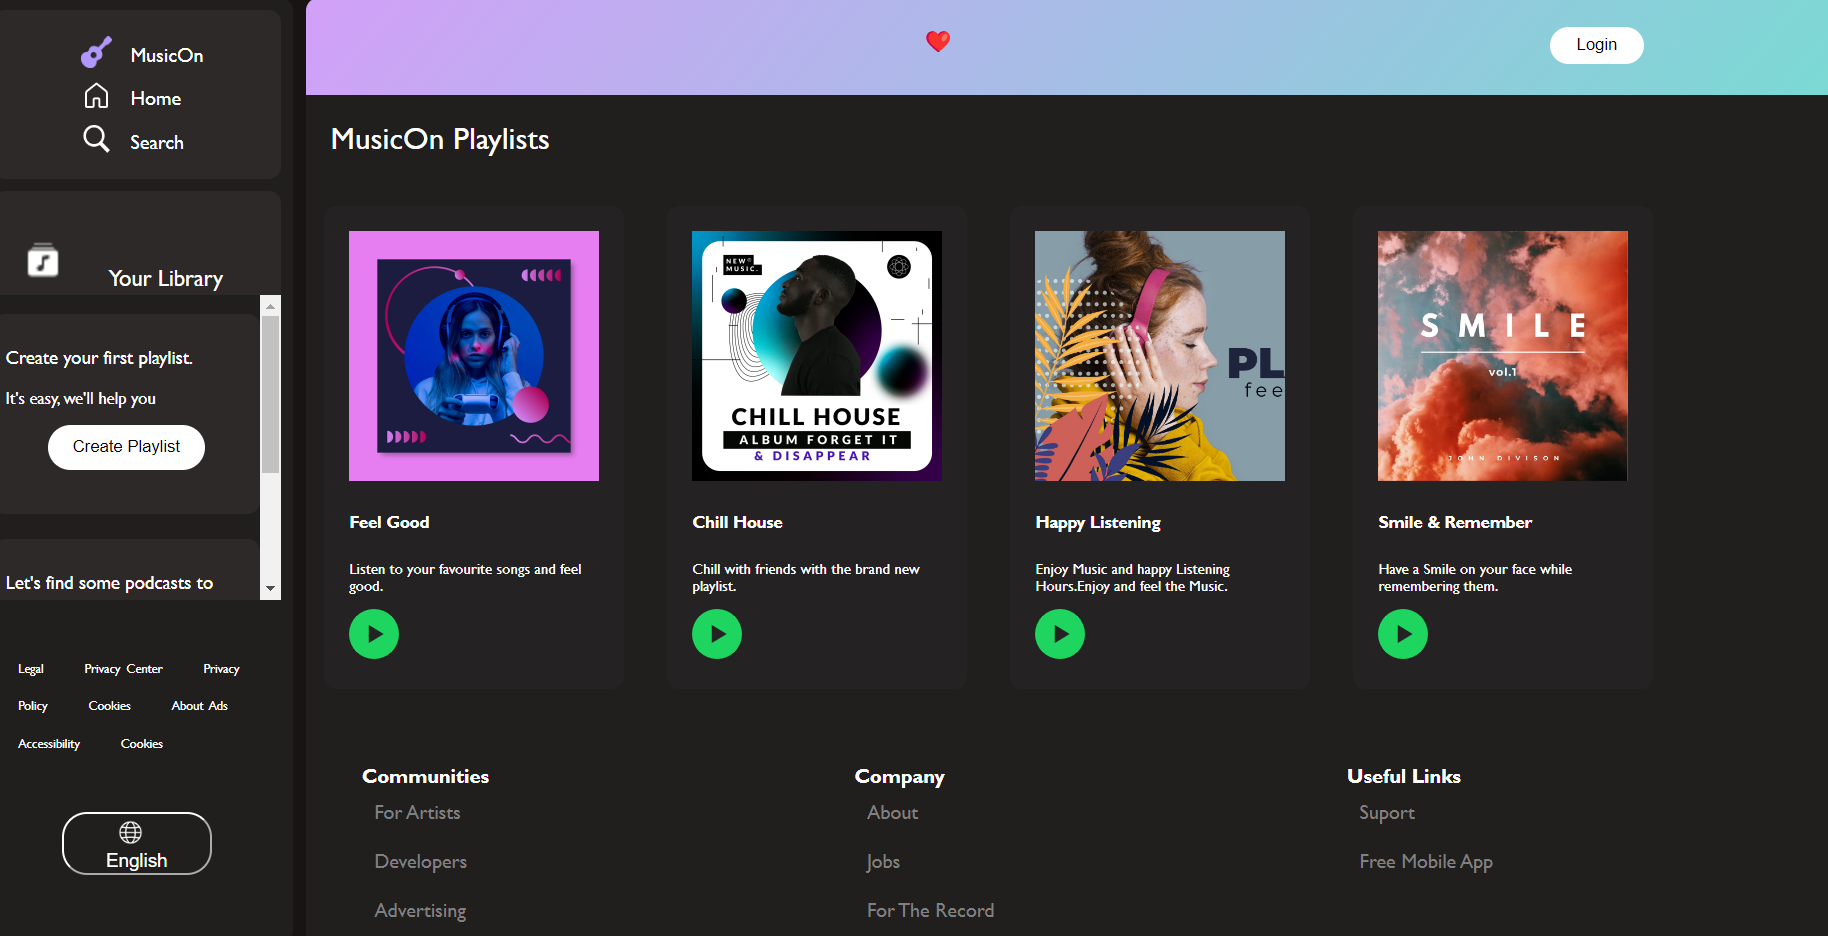 MusicOn
Home
Search
Your Library
Create your first playlist.
It's easy, we'll help you
Create Playlist
Let's find some podcasts to
Legal Privacy Center Privacy
Policy Cookies About Ads
Accessibility Cookies
English
Login
MusicOn Playlists
Feel Good
Listen to your favourite songs and feel
good.
NEW
MUSIC.
CHILL HOUSE
ALBUM FORGET IT
& DISAPPEAR
Chill House
Chill with friends with the brand new
playlist.
PL
fee
Happy Listening
Enjoy Music and happy Listening
Hours.Enjoy and feel the Music.
SMILE
vol.1
JOHN DIVISON
Smile & Remember
Have a Smile on your face while
remembering them.
Communities
For Artists
Developers
Advertising
Company
About
Jobs
For The Record
Useful Links
Suport
Free Mobile App